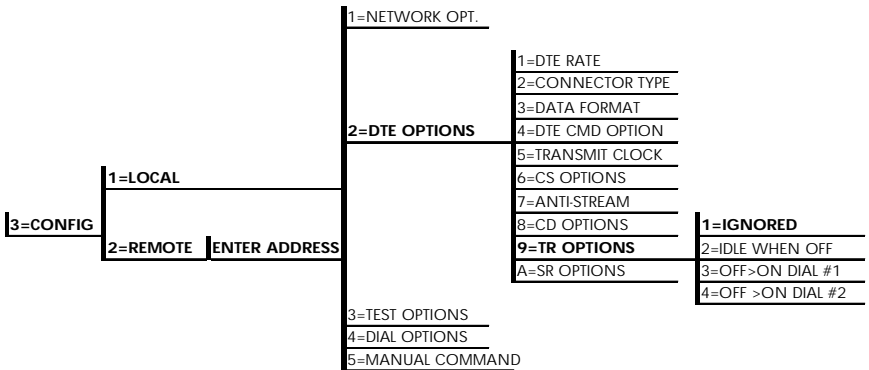 3=CONFIG
1=LOCAL
2=REMOTE
ENTER ADDRESS
1=NETWORK OPT.
2=DTE OPTIONS
3=TEST OPTIONS
4=DIAL OPTIONS
5=MANUAL COMMAND
1=DTE RATE
2=CONNECTOR TYPE
3=DATA FORMAT
4=DTE CMD OPTION
5=TRANSMIT CLOCK
6=CS OPTIONS
7=ANTI-STREAM
8=CD OPTIONS
9=TR OPTIONS
A=SR OPTIONS
1=IGNORED
2=IDLE WHEN OFF
3=OFF>ON DIAL #1
4=OFF >ON DIAL #2